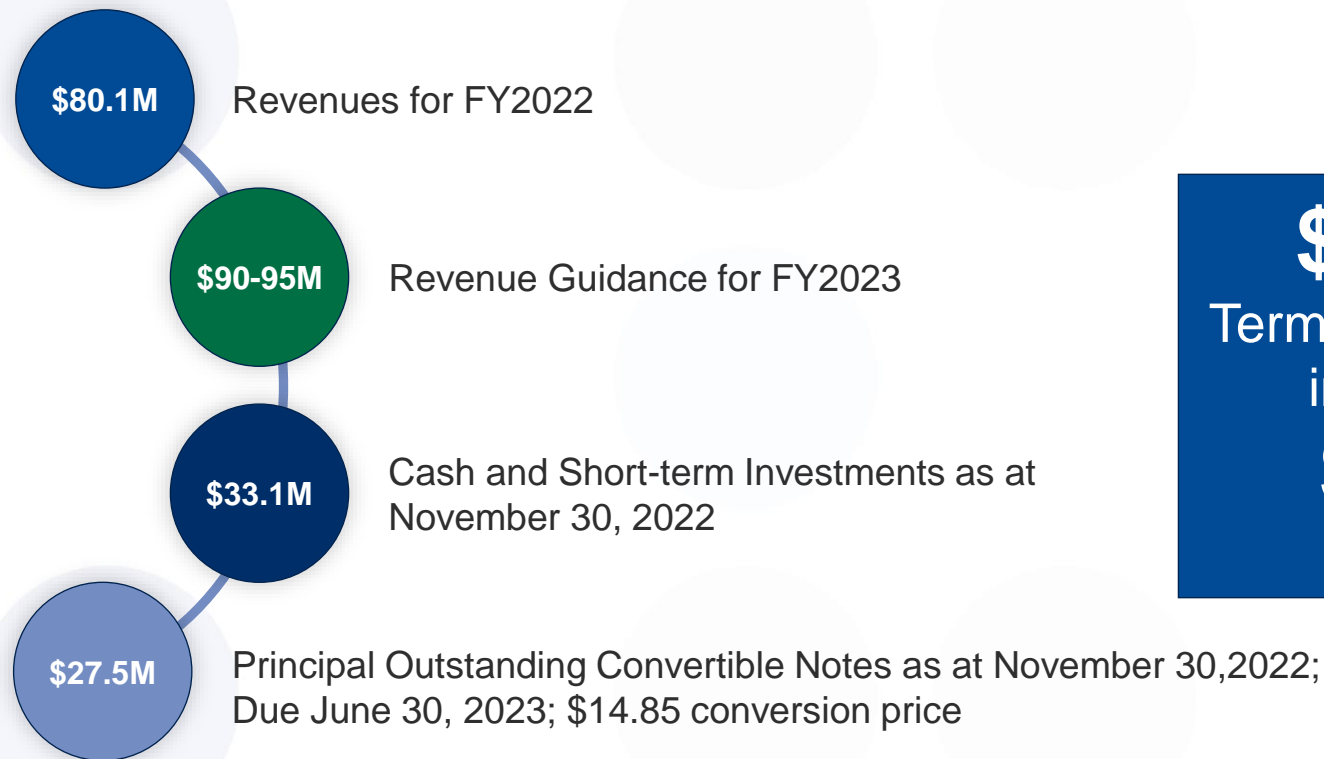 $80.1M
Revenues for FY2022
$90-95M
Revenue Guidance for FY2023
$33.1M
Cash and Short-term Investments as at
November 30, 2022
$27.5M
Principal Outstanding Convertible Notes as at November 30,2022;
Due June 30, 2023; $14.85 conversion price
$
Term